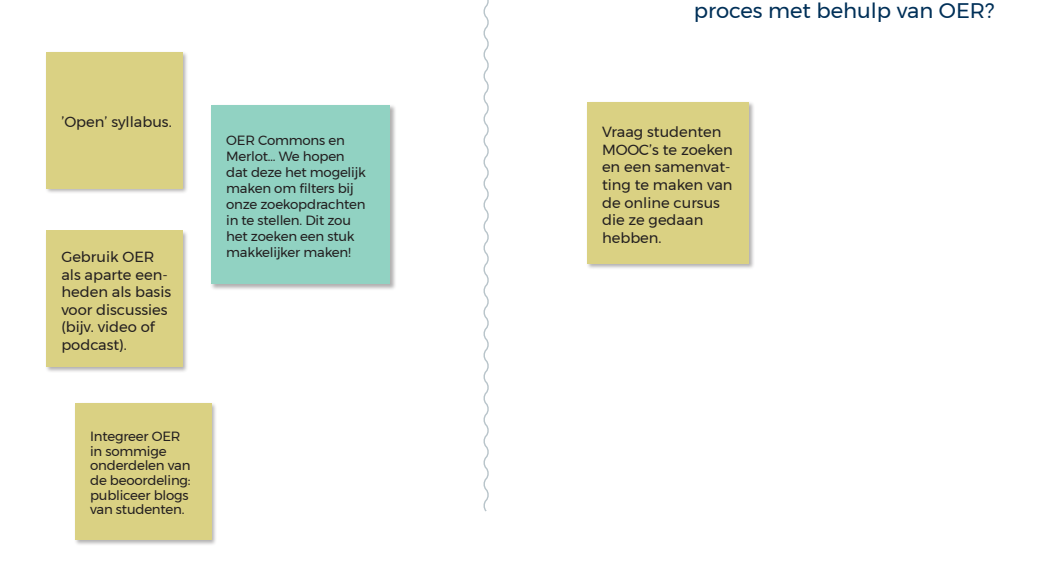 proces met behulp van OER?
'Open' syllabus.
OER Commons en
Merlot... We hopen
dat deze het mogelijk
maken om filters bij
onze zoekopdrachten
in te stellen. Dit zou
het zoeken een stuk
makkelijker maken!
Gebruik OER
als aparte een-
heden als basis
voor discussies
(bijv. video of
podcast).
Integreer OER
in sommige
onderdelen van
de beoordeling:
publiceer blogs
van studenten.
Vraag studenten
MOOC's te zoeken
en een samenvat-
ting te maken van
de online cursus
die ze gedaan
hebben.